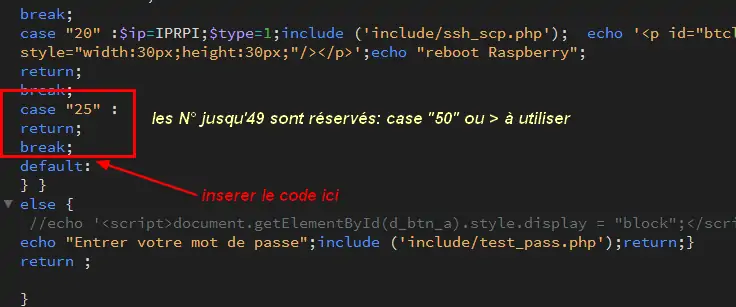 break;
case "20" :$ip=IPRPI;$type=1;include ('include/ssh_scp.php');  echo '<p id="btcl
style="width:30px;height:30px;"/></p>';echo "reboot Raspberry";
return;
break;
case "25" :
les N° jusqu'49 sont réservés: case "50" ou > à utiliser
return;
break;
default:
inserer le code ici
} }
else {
//echo '<script>document.getElementById(d_btn_a).style.display = "block";</scri
echo "Entrer votre mot de passe";include ('include/test_pass.php');return;}
return ;
}